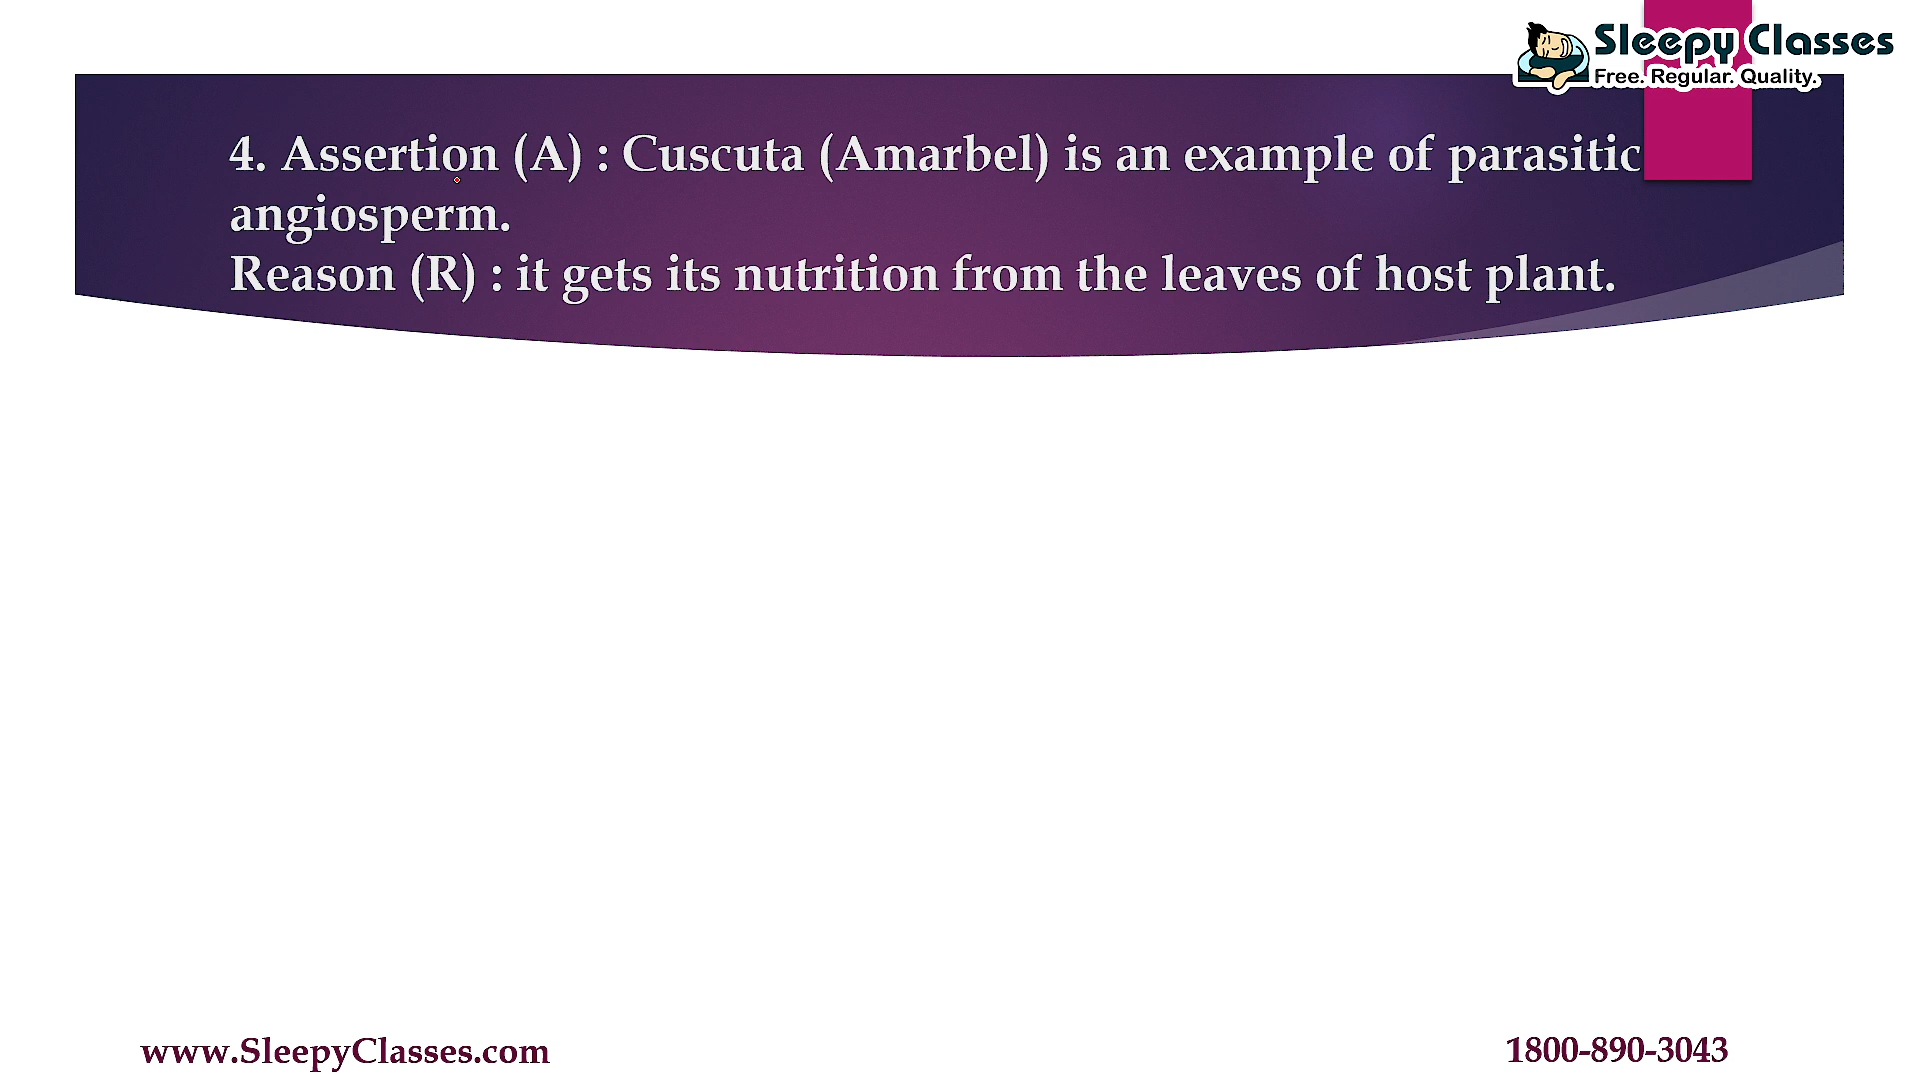 Sleepy Classes
Free. Regular. Quality.
4. Assertion (A) : Cuscuta (Amarbel) is an example of parasitic
angiosperm.
Reason (R) : it gets its nutrition from the leaves of host plant.
www.SleepyClasses.com
1800-890-3043